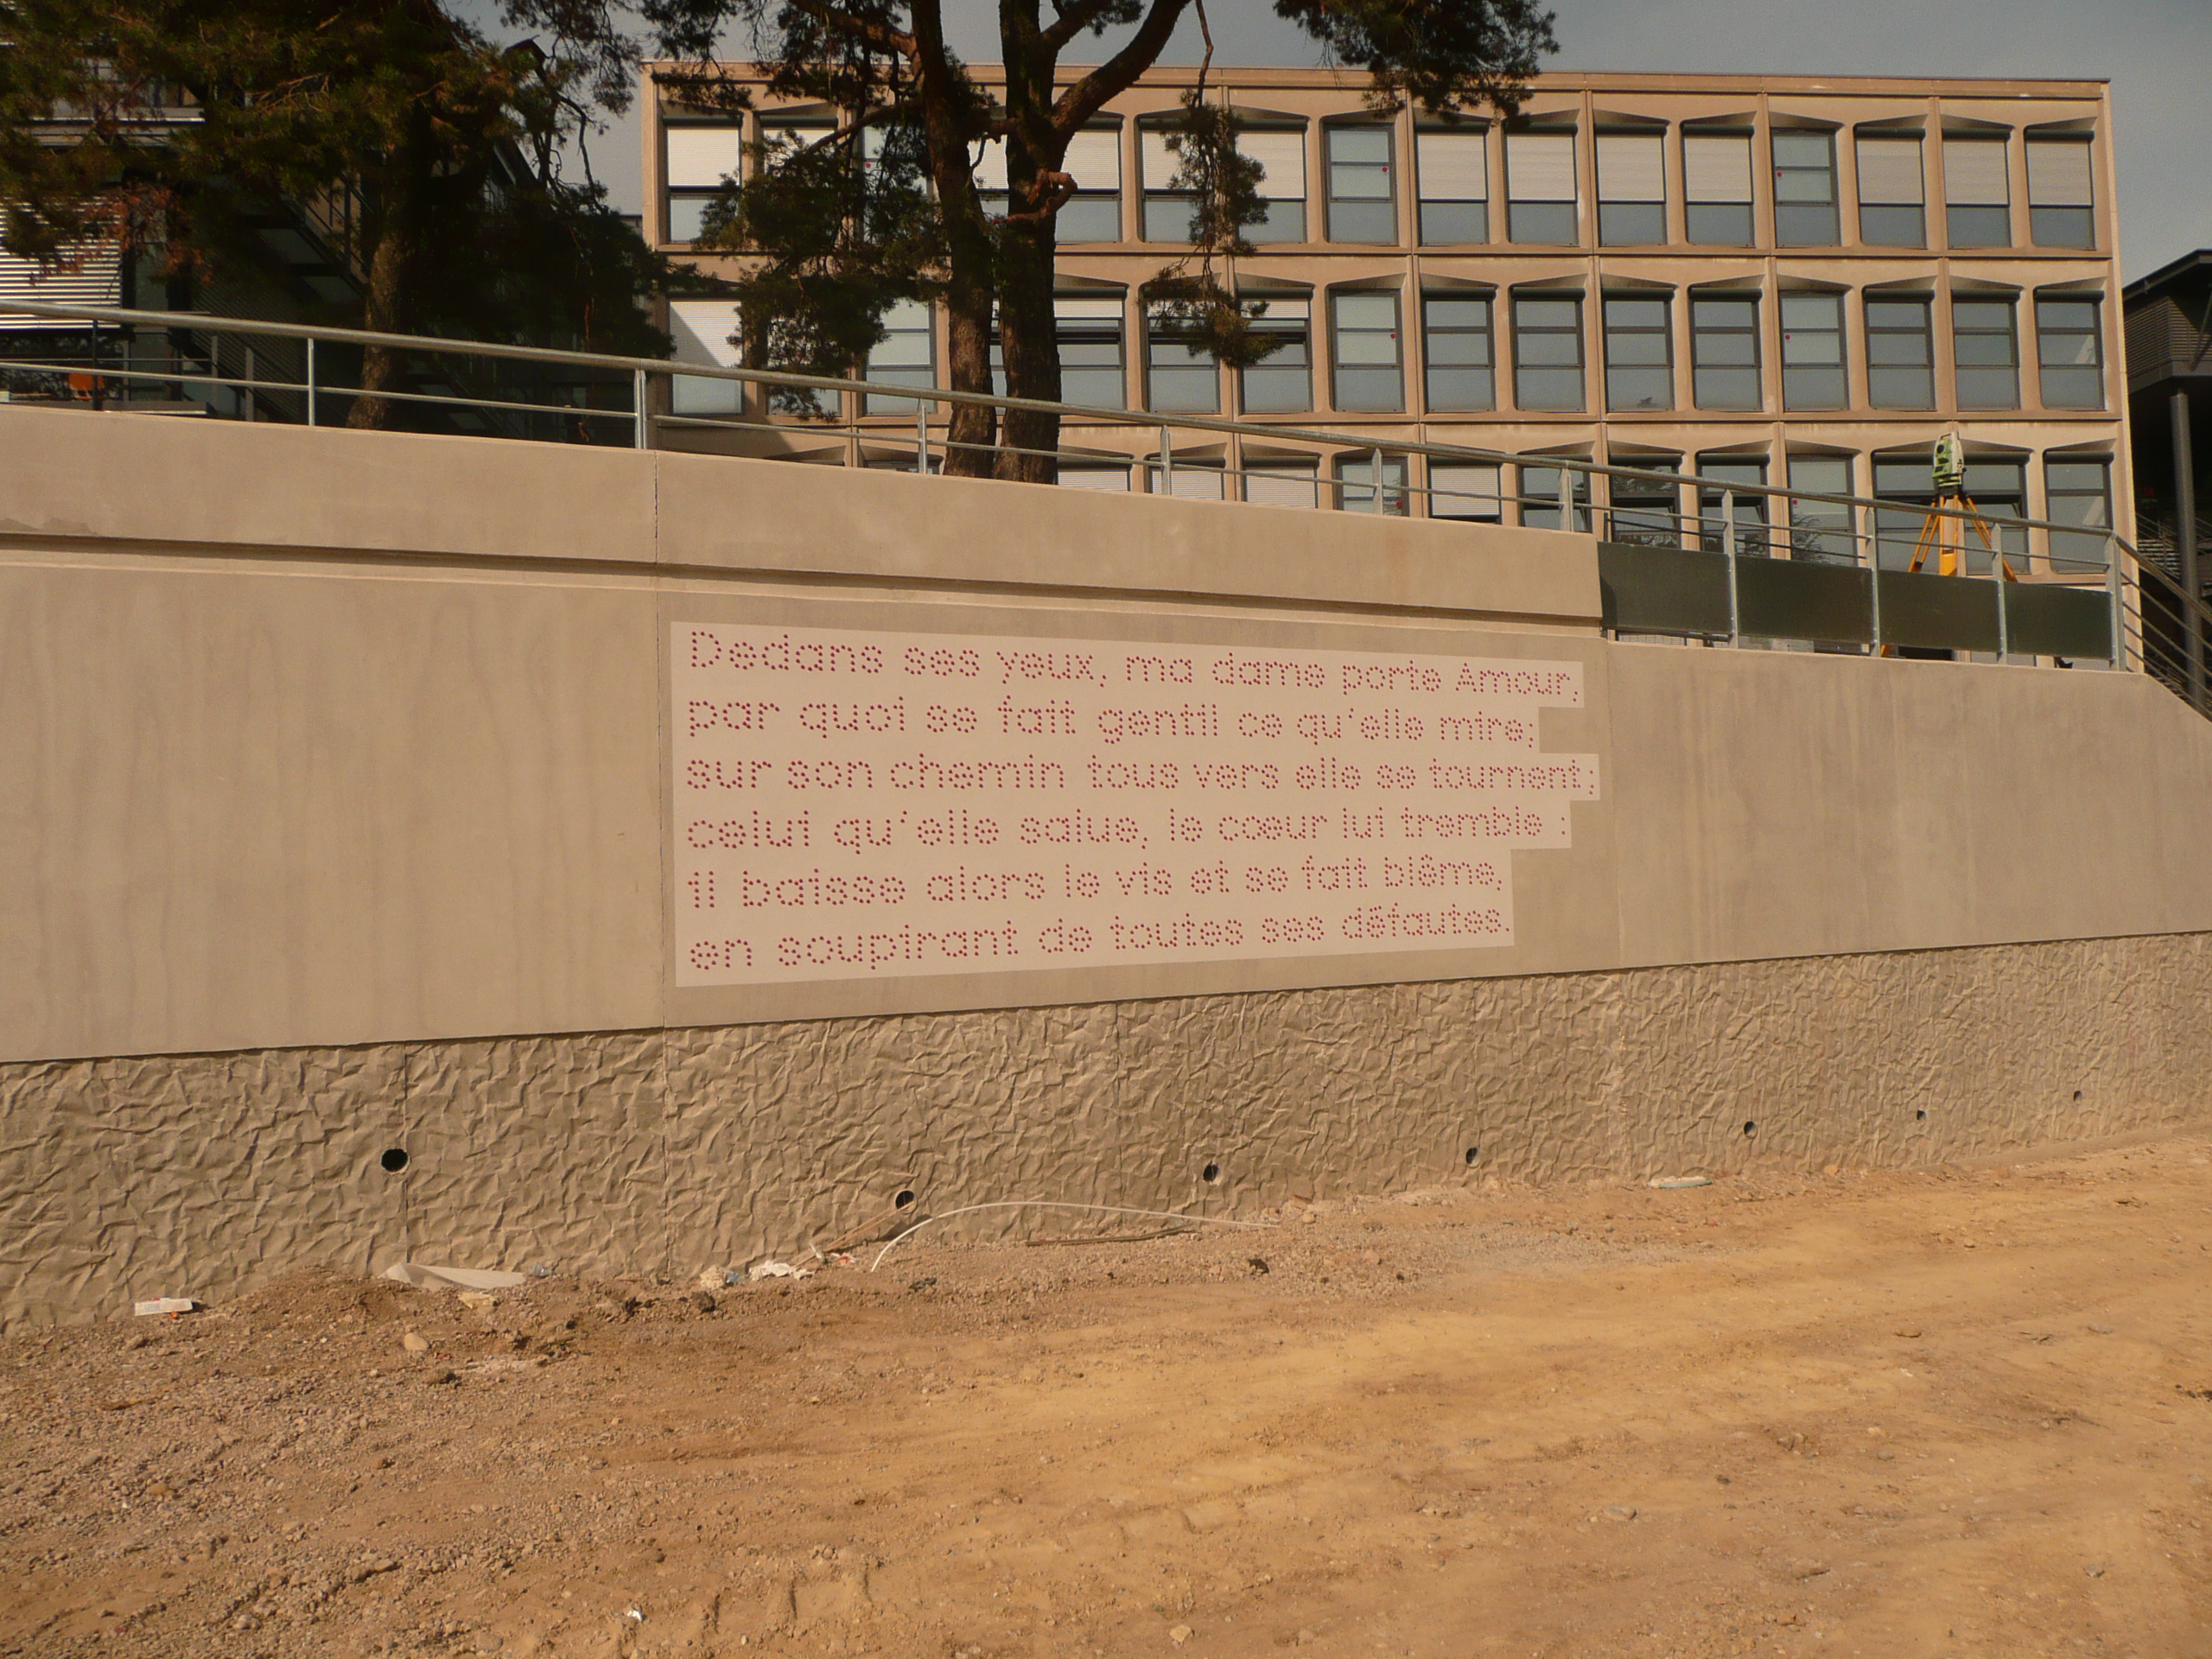 Dedans ses yeux, ma dame porte Amour,
par quoi se fait gentil ce qu'elle mire;
sur son chemin tous vers elle se tournent;
celui qu'elle salue, le cœur lui tremble :
il baisse alors le vis et se fait blême,
en soupirant de toutes ses défautes.